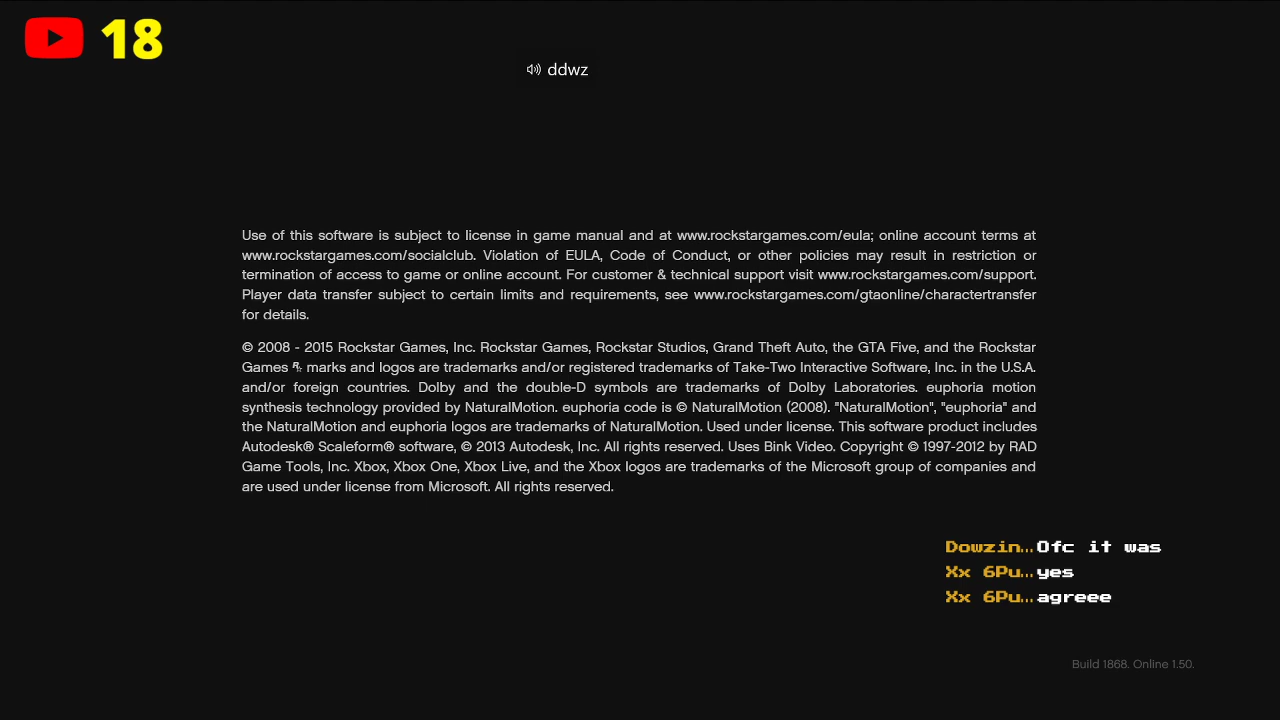 18
ddwz
Use of this software is subject to license in game manual and at www.rockstargames.com/eula; online account terms at
www.rockstargames.com/socialclub. Violation of EULA, Code of Conduct, or other policies may result in restriction or
termination of access to game or online account. For customer & technical support visit www.rockstargames.com/support.
Player data transfer subject to certain limits and requirements, see www.rockstargames.com/gtaonline/charactertransfer
for details.
© 2008 - 2015 Rockstar Games, Inc. Rockstar Games, Rockstar Studios, Grand Theft Auto, the GTA Five, and the Rockstar
Games R* marks and logos are trademarks and/or registered trademarks of Take-Two Interactive Software, Inc. in the U.S.A.
and/or foreign countries. Dolby and the double-D symbols are trademarks of Dolby Laboratories. euphoria motion
synthesis technology provided by NaturalMotion. euphoria code is © NaturalMotion (2008). "NaturalMotion", "euphoria" and
the NaturalMotion and euphoria logos are trademarks of NaturalMotion. Used under license. This software product includes
Autodesk® Scaleform® software, © 2013 Autodesk, Inc. All rights reserved. Uses Bink Video. Copyright © 1997-2012 by RAD
Game Tools, Inc. Xbox, Xbox One, Xbox Live, and the Xbox logos are trademarks of the Microsoft group of companies and
are used under license from Microsoft. All rights reserved.
Dowzin...Ofc it was
Xx 6Pu...yes
Xx 6Pu...agreee
Build 1868. Online 1.50.